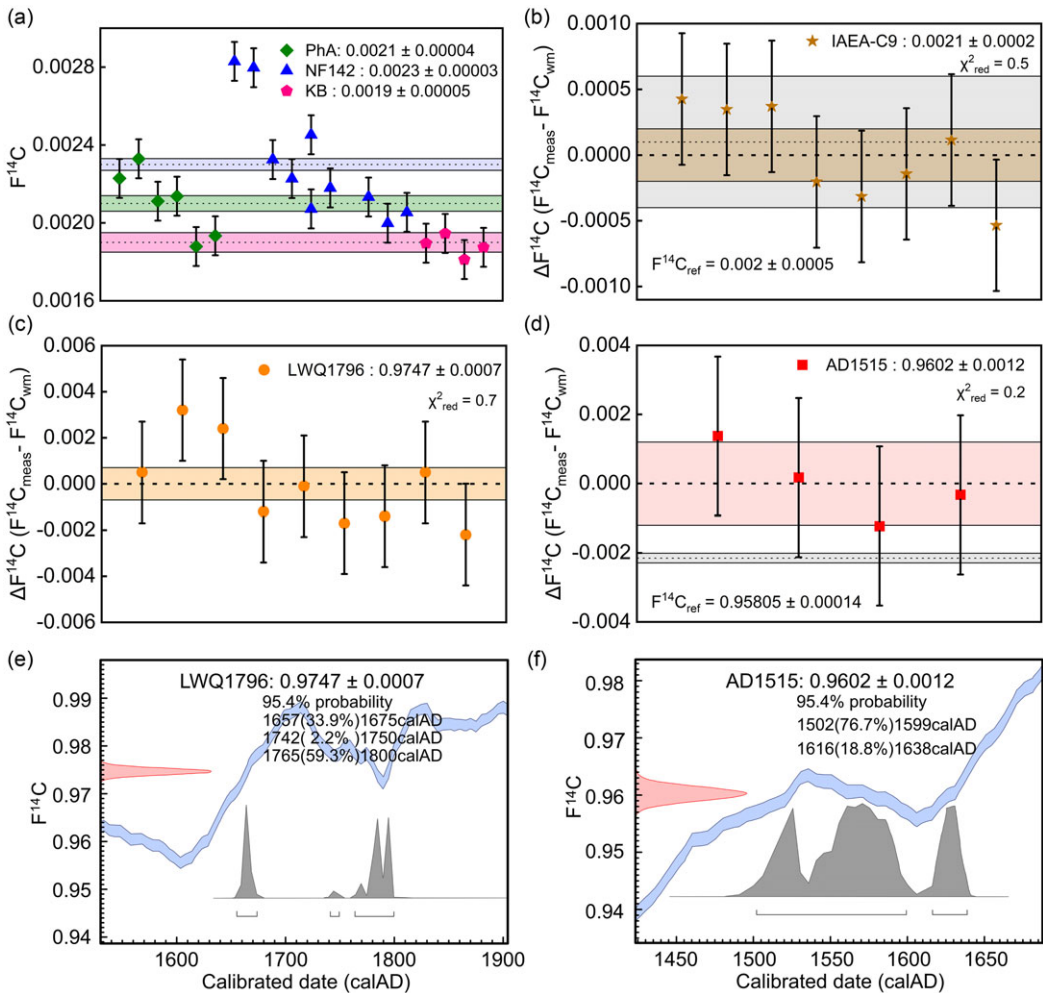 (a)
PhA: 0.0021 ± 0.00004
NF142 : 0.0023 ± 0.00003
KB : 0.0019 ± 0.00005
F¹⁴C
0.0028
0.0024
0.0020
0.0016
(b)
IAEA-C9 : 0.0021 ± 0.0002
χ²red = 0.5
ΔF¹⁴C (F¹⁴Cmeas- F¹⁴Cwm)
0.0005
0.0000
-0.0005
-0.0010
F¹⁴Cref = 0.002 ± 0.0005
(c)
LWQ1796 : 0.9747 ± 0.0007
χ²red = 0.7
ΔF¹⁴C (F¹⁴Cmeas- F¹⁴Cwm)
0.006
0.004
0.002
0.000
-0.002
-0.004
-0.006
(d)
AD1515 : 0.9602 ± 0.0012
χ²red = 0.2
ΔF¹⁴C (F¹⁴Cmeas- F¹⁴Cwm)
0.004
0.002
0.000
-0.002
-0.004
F¹⁴Cref = 0.95805 ± 0.00014
(e)
LWQ1796: 0.9747 ± 0.0007
95.4% probability
1657(33.9%)1675calAD
1742( 2.2%)1750calAD
1765(59.3%)1800calAD
F¹⁴C
0.99
0.98
0.97
0.96
0.95
0.94
1600 1700 1800 1900
Calibrated date (calAD)
(f)
AD1515: 0.9602 ± 0.0012
95.4% probability
1502(76.7%)1599calAD
1616(18.8%)1638calAD
F¹⁴C
0.98
0.97
0.96
0.95
0.94
1450 1500 1550 1600 1650
Calibrated date (calAD)